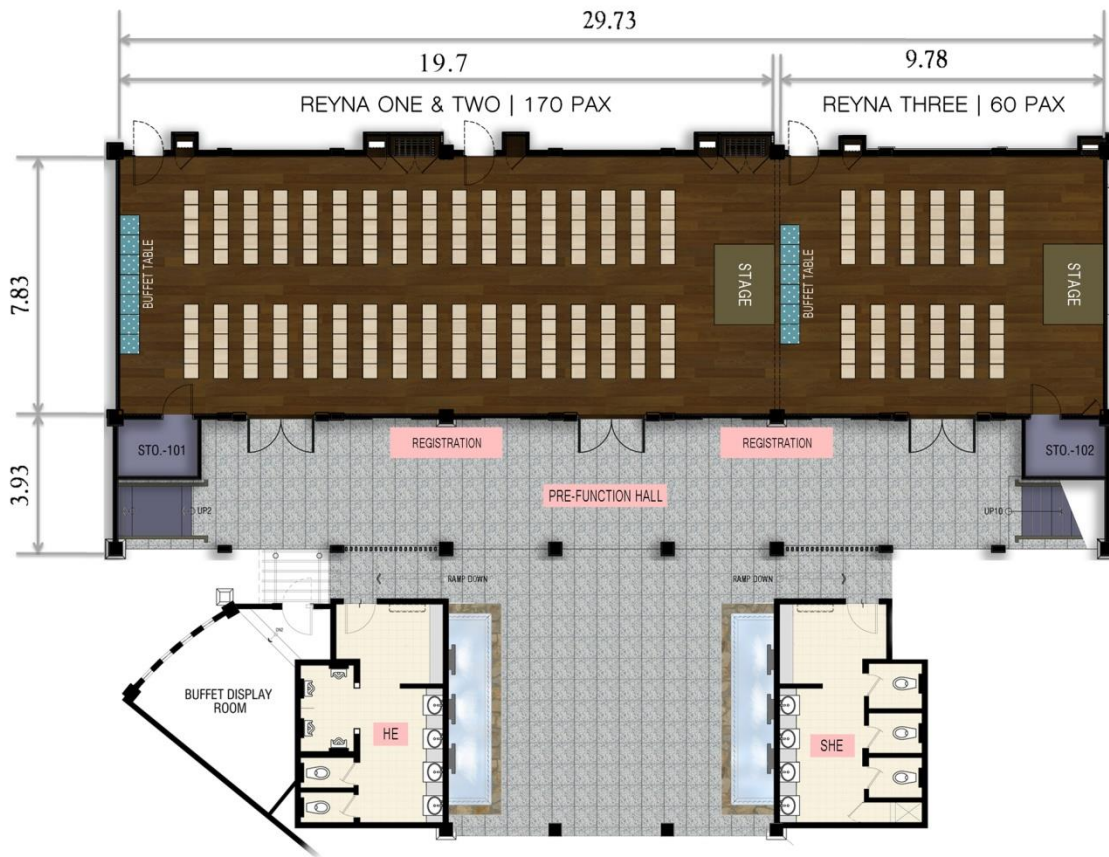 29.73
19.7
9.78
REYNA ONE & TWO | 170 PAX
REYNA THREE | 60 PAX
7.83
BUFFET TABLE
STAGE
BUFFET TABLE
STAGE
3.93
STO.-101
REGISTRATION
REGISTRATION
STO.-102
PRE-FUNCTION HALL
UP2
UP10
RAMP DOWN
RAMP DOWN
BUFFET DISPLAY
ROOM
HE
SHE